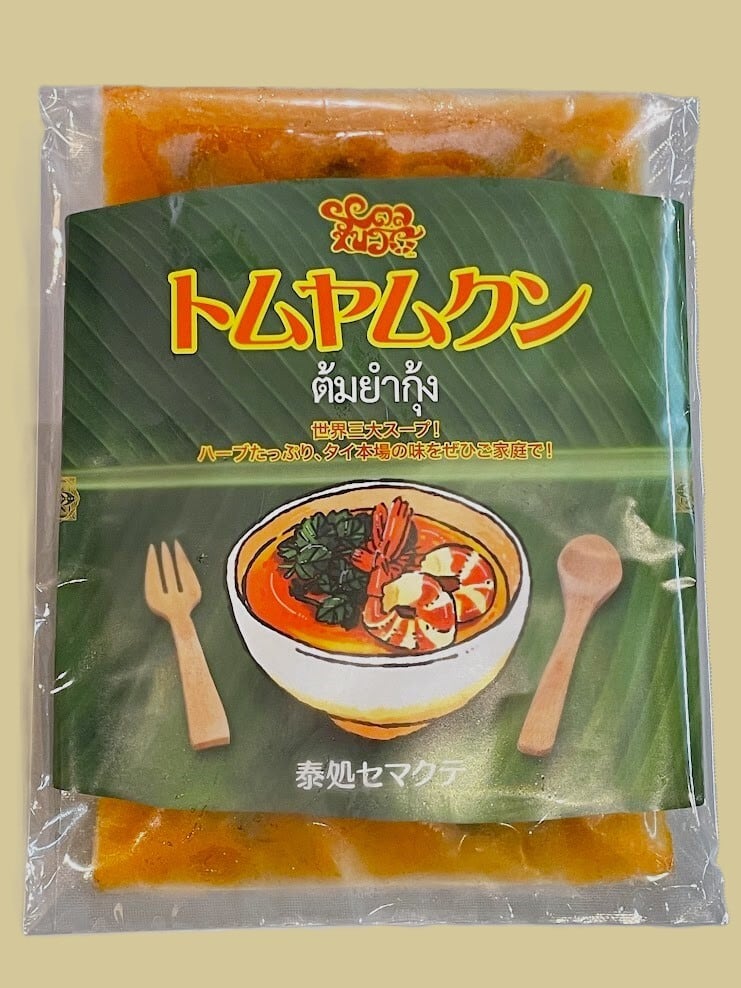 トムヤムクン
ต้มยำกุ้ง
世界三大スープ!
ハーブたっぷり、タイ本場の味をぜひご家庭で!
泰処セマクテ